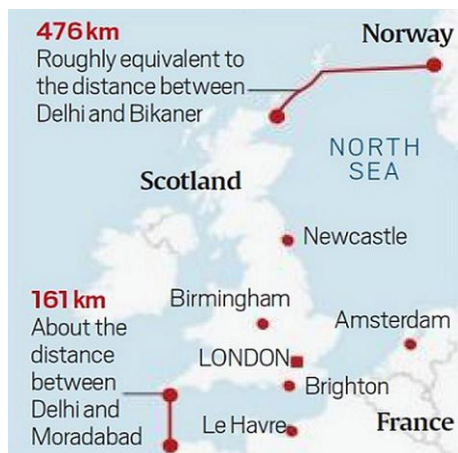 476 km
Roughly equivalent to
the distance between
Delhi and Bikaner
Norway
NORTH
SEA
Scotland
Newcastle
161 km
About the
distance
between
Delhi and
Moradabad
Birmingham
Amsterdam
LONDON
Brighton
Le Havre
France